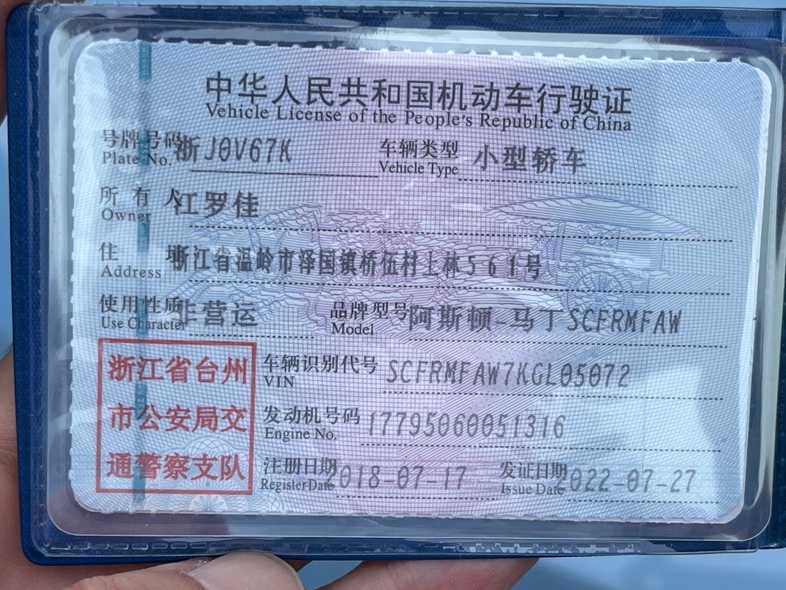 中华人民共和国机动车行驶证
Vehicle License of the People's Republic of China
号牌号码 浙J0V67K 车辆类型 小型轿车
Plate No. Vehicle Type
所有人 江罗佳
Owner
住 址 浙江省温岭市泽国镇桥伍村上林561号
Address
使用性质 非营运 品牌型号 阿斯顿-马丁SCFRMFAW
Use Character Model
浙江省台州 车辆识别代号 SCFRMFAW7KGL05072
VIN
市公安局交 发动机号码 17795060051316
Engine No.
通警察支队 注册日期 2018-07-17 发证日期 2022-07-27
Register Date Issue Date